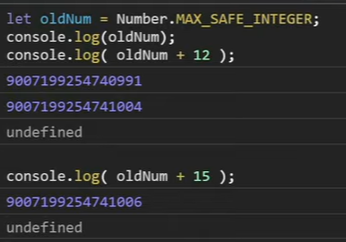 let oldNum = Number.MAX_SAFE_INTEGER;
console.log(oldNum);
console.log( oldNum + 12 );
9007199254740991
9007199254741004
undefined
console.log( oldNum + 15 );
9007199254741006
undefined